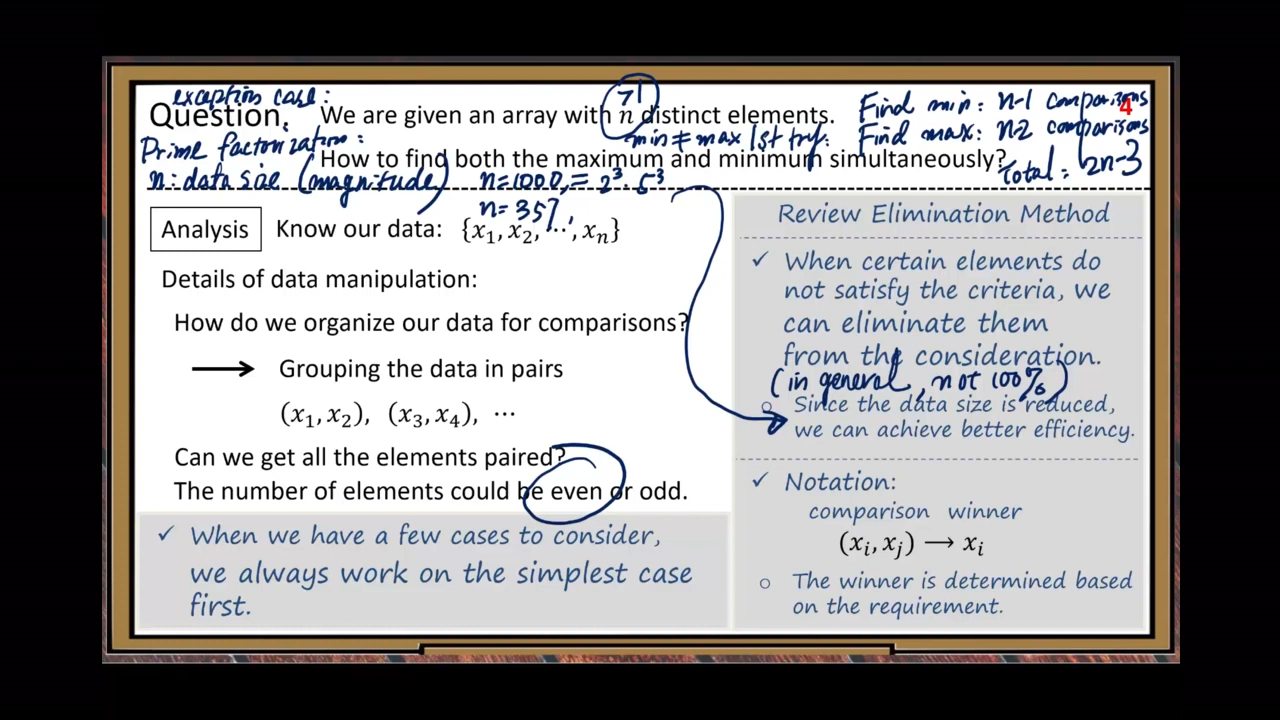 exception case:
>1
Question. We are given an array with n distinct elements.
Find min: n-1 comparisons
4
Prime factorization:
min ≠ max 1st try:
Find max: n-2 comparisons
How to find both the maximum and minimum simultaneously?
Total: 2n-3
n: data size (magnitude) n=1000, = 2³· 5³
n= 357,
Analysis Know our data: {x₁, x₂, ⋯, xₙ}
Details of data manipulation:
How do we organize our data for comparisons?
⟶ Grouping the data in pairs
(x₁, x₂), (x₃, x₄), ⋯
Can we get all the elements paired?
The number of elements could be even or odd.
✓ When we have a few cases to consider,
we always work on the simplest case
first.
Review Elimination Method
✓ When certain elements do
not satisfy the criteria, we
can eliminate them
from the consideration.
(in general, not 100%)
○ Since the data size is reduced,
we can achieve better efficiency.
✓ Notation:
comparison winner
(xᵢ, xⱼ) ⟶ xᵢ
○ The winner is determined based
on the requirement.